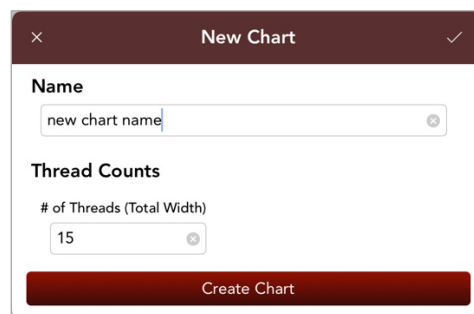 New Chart
Name
new chart name
Thread Counts
# of Threads (Total Width)
15
Create Chart